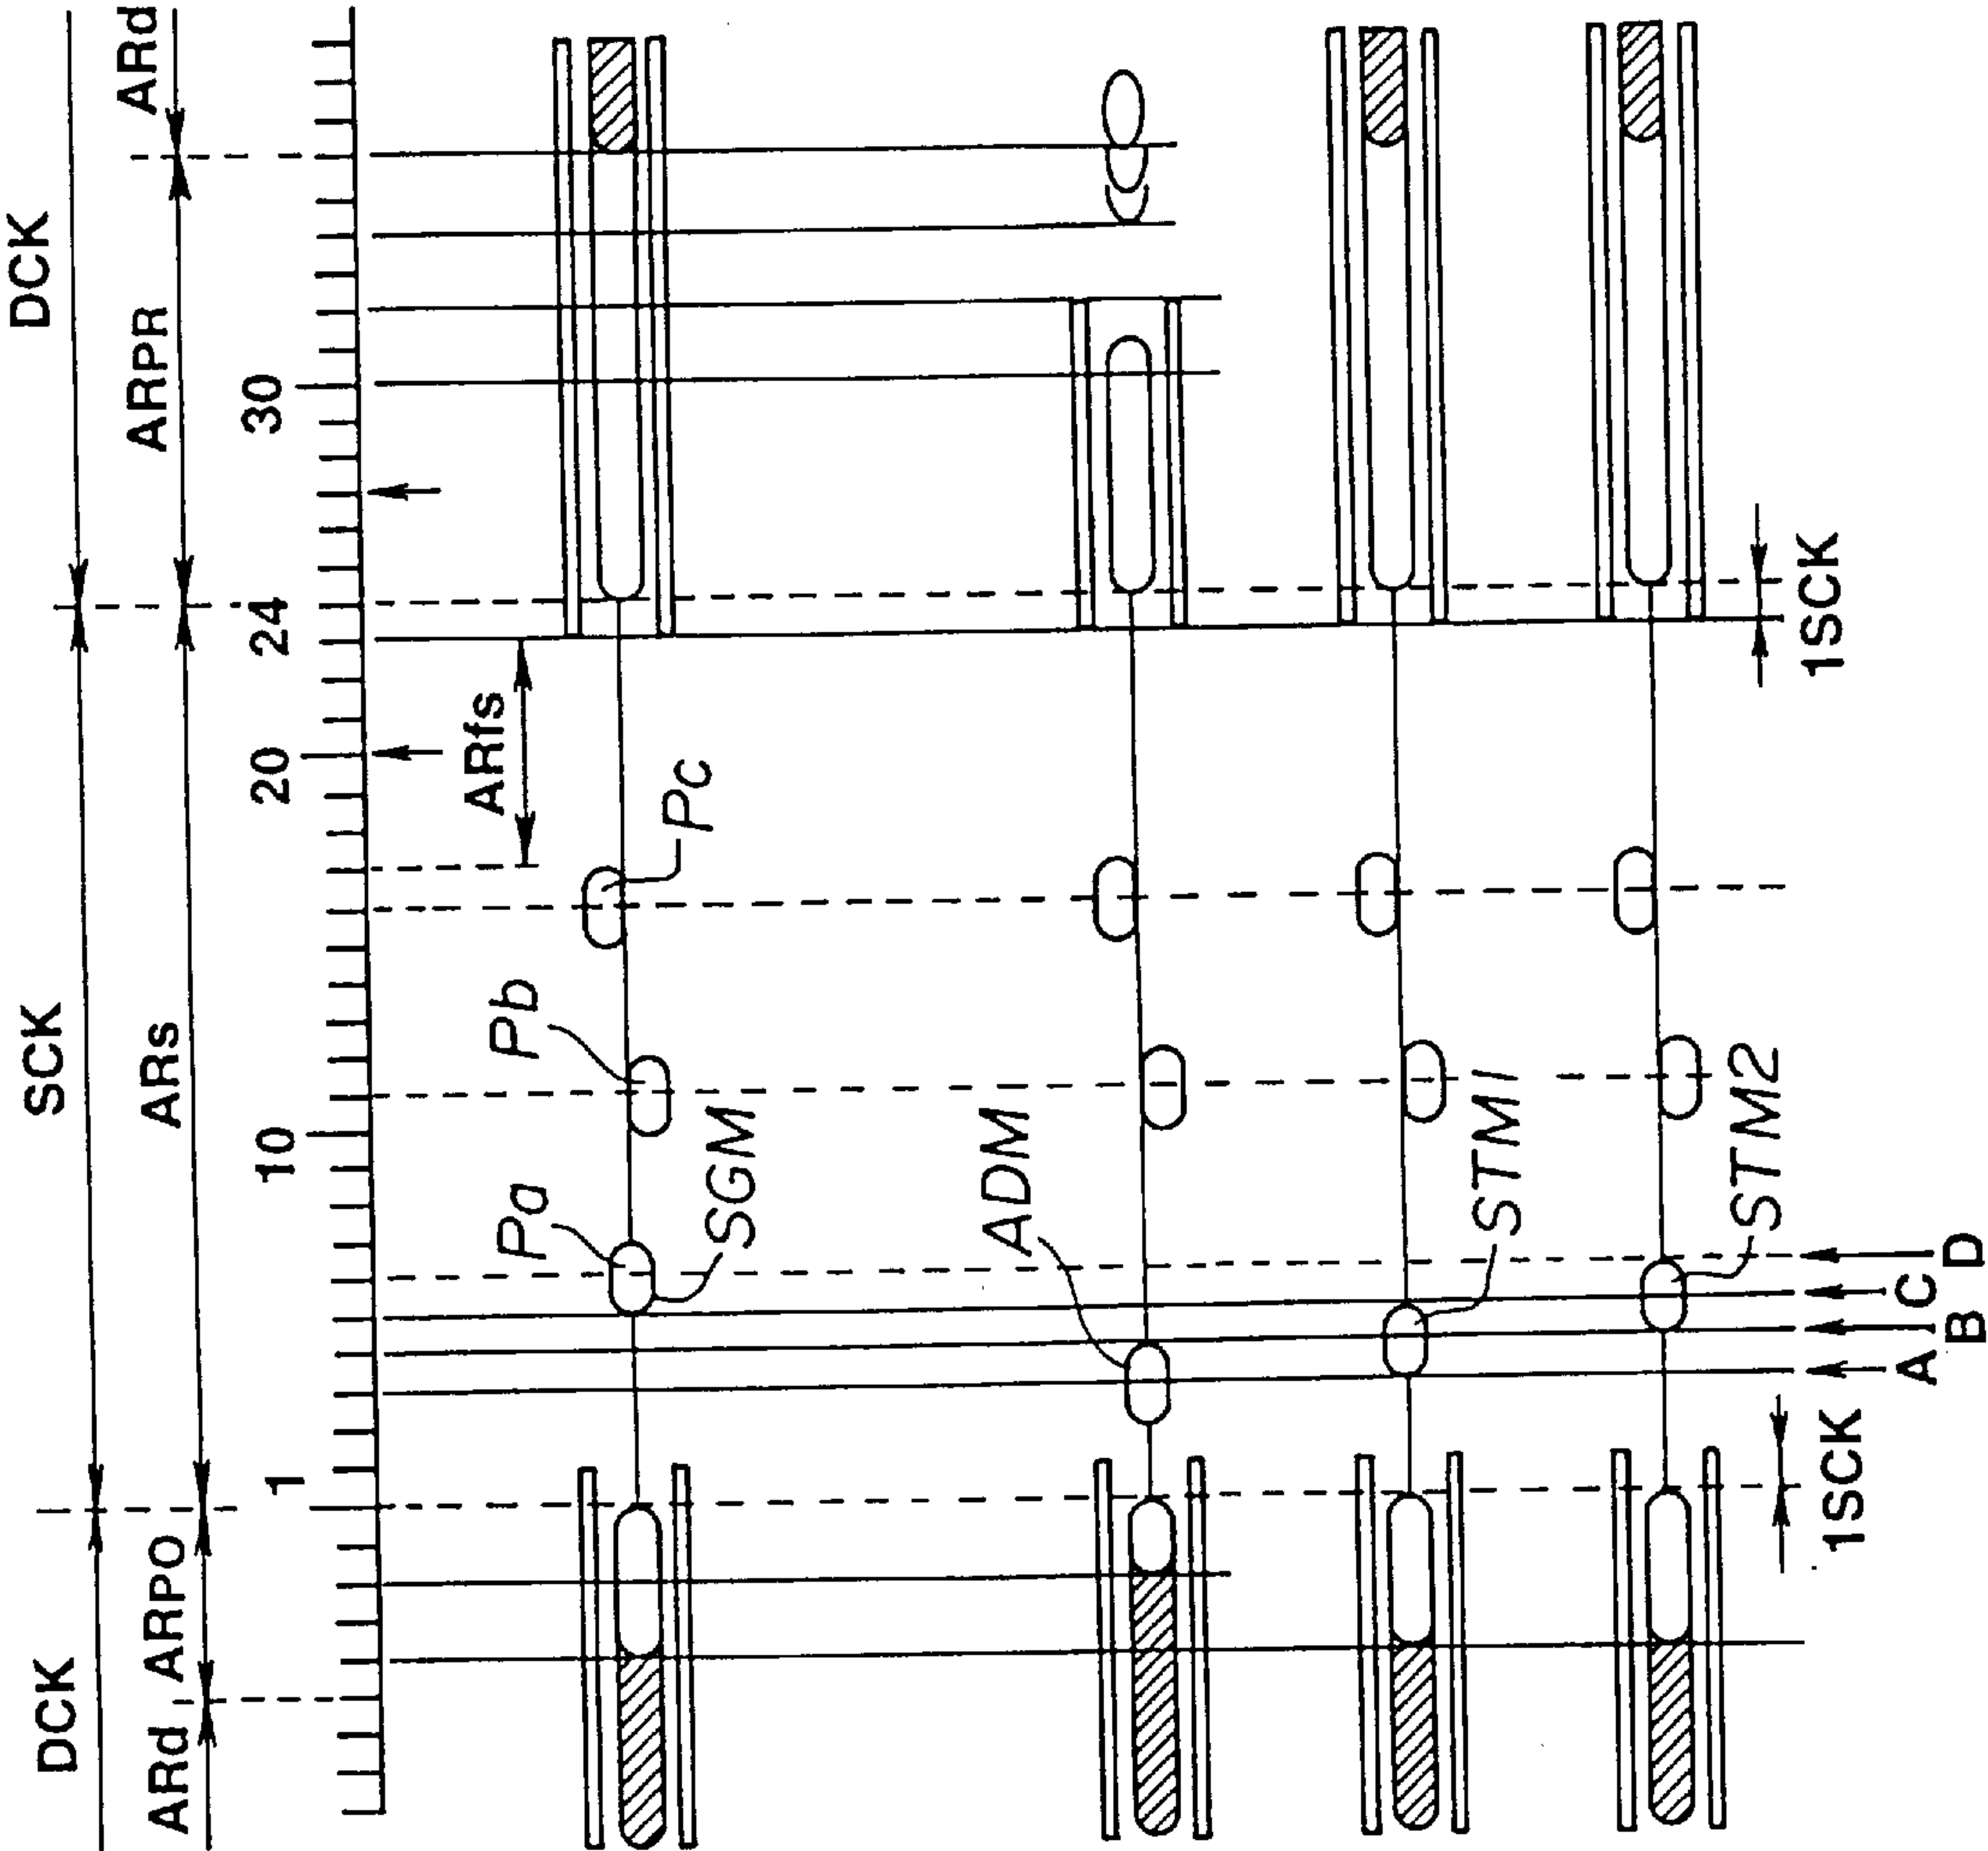 DCK SCK DCK
ARd ARPO ARs ARPR ARd
1 10 20 24 30
ARfs
Pa Pb Pc
SGM
ADM
STM1
STM2
A B C D
1SCK 1SCK